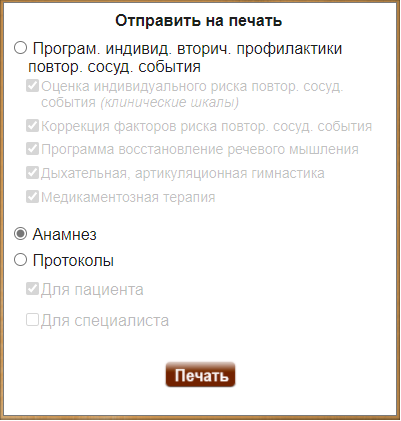 Отправить на печать
Програм. индивид. вторич. профилактики
повтор. сосуд. события
Оценка индивидуального риска повтор. сосуд.
события (клинические шкалы)
Коррекция факторов риска повтор. сосуд. события
Программа восстановление речевого мышления
Дыхательная, артикуляционная гимнастика
Медикаментозная терапия
Анамнез
Протоколы
Для пациента
Для специалиста
Печать